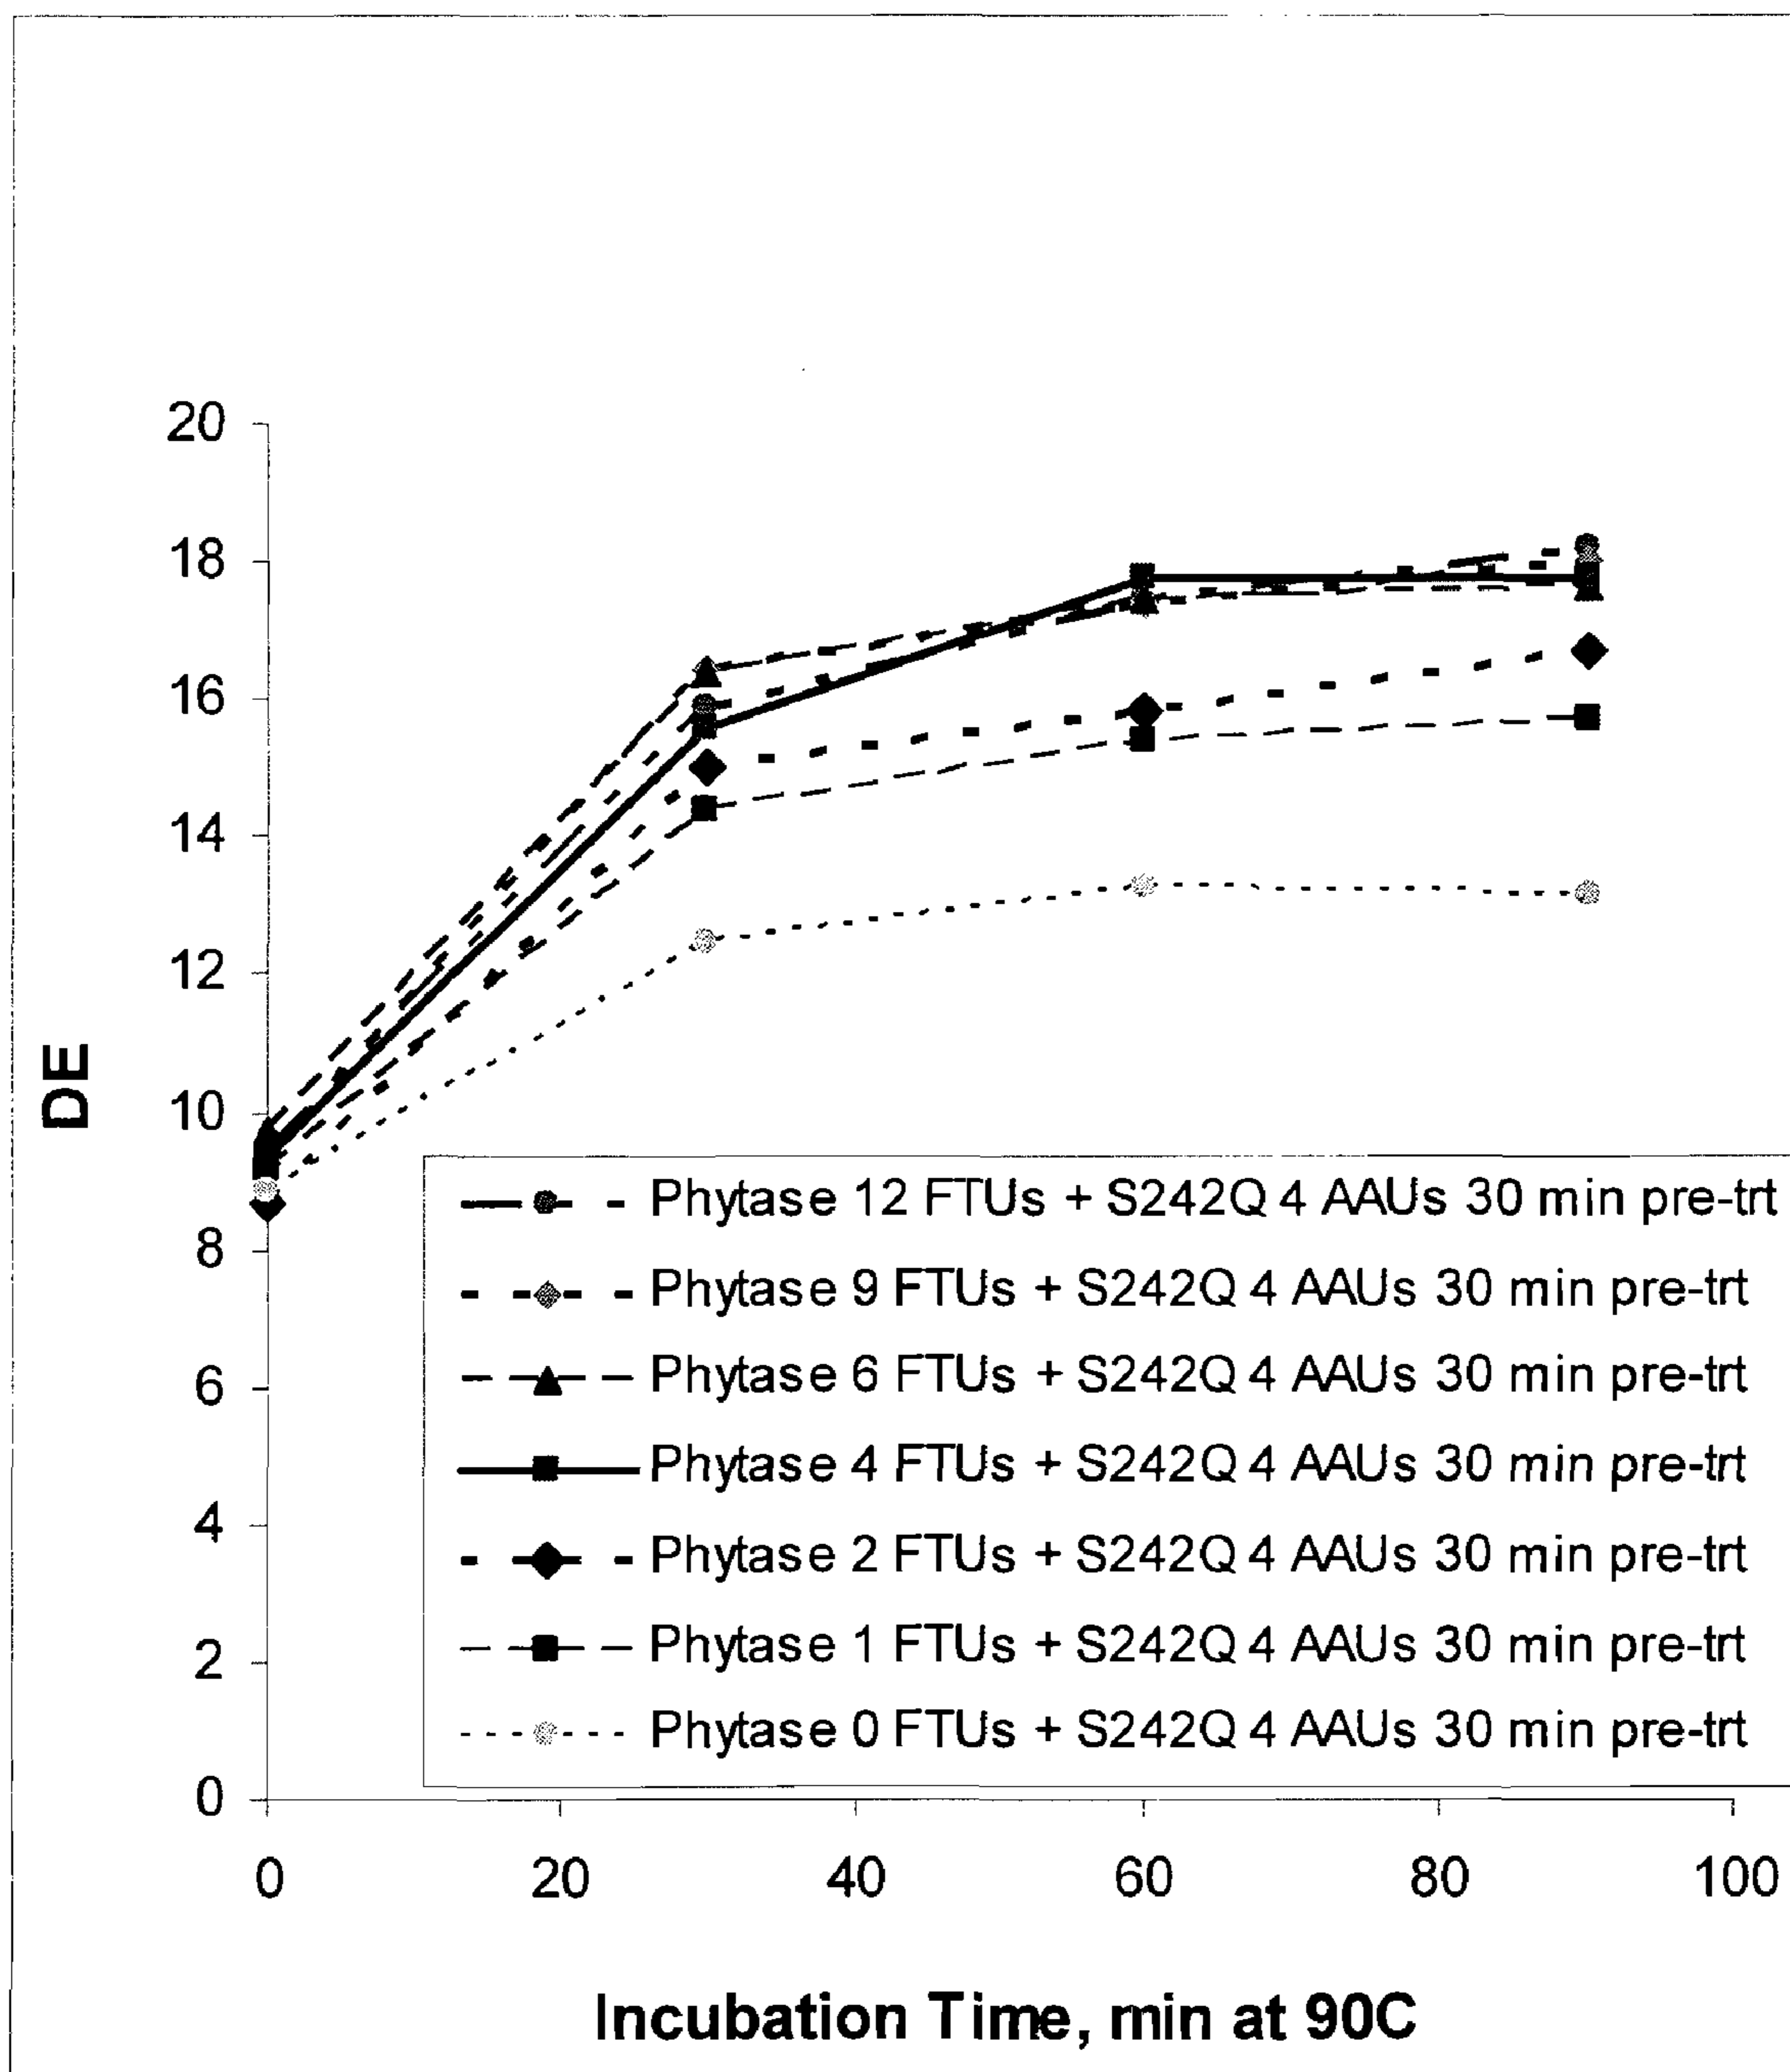 20
18
16
14
12
10
8
6
4
2
0
DE
Phytase 12 FTUs + S242Q 4 AAUs 30 min pre-trt
Phytase 9 FTUs + S242Q 4 AAUs 30 min pre-trt
Phytase 6 FTUs + S242Q 4 AAUs 30 min pre-trt
Phytase 4 FTUs + S242Q 4 AAUs 30 min pre-trt
Phytase 2 FTUs + S242Q 4 AAUs 30 min pre-trt
Phytase 1 FTUs + S242Q 4 AAUs 30 min pre-trt
Phytase 0 FTUs + S242Q 4 AAUs 30 min pre-trt
0 20 40 60 80 100
Incubation Time, min at 90C